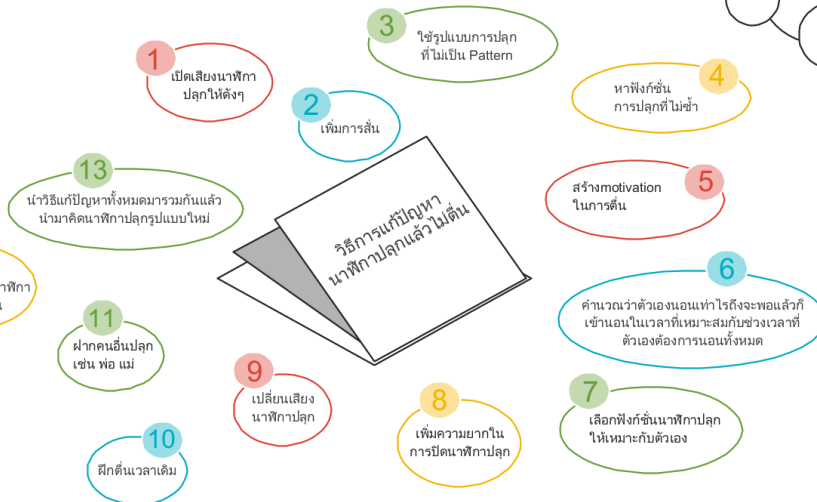 วิธีการแก้ปัญหา
นาฬิกาปลุกแล้วไม่ตื่น
1
เปิดเสียงนาฬิกา
ปลุกให้ดังๆ
2
เพิ่มการสั่น
3
ใช้รูปแบบการปลุก
ที่ไม่เป็น Pattern
4
หาฟังก์ชั่น
การปลุกที่ไม่ซ้ำ
5
สร้างmotivation
ในการตื่น
6
คำนวณว่าตัวเองนอนเท่าไรถึงจะพอแล้วก็
เข้านอนในเวลาที่เหมาะสมกับช่วงเวลาที่
ตัวเองต้องการนอนทั้งหมด
7
เลือกฟังก์ชั่นนาฬิกาปลุก
ให้เหมาะกับตัวเอง
8
เพิ่มความยากใน
การปิดนาฬิกาปลุก
9
เปลี่ยนเสียง
นาฬิกาปลุก
10
ฝึกตื่นเวลาเดิม
11
ฝากคนอื่นปลุก
เช่น พ่อ แม่
13
นำวิธีแก้ปัญหาทั้งหมดมารวมกันแล้ว
นำมาคิดนาฬิกาปลุกรูปแบบใหม่